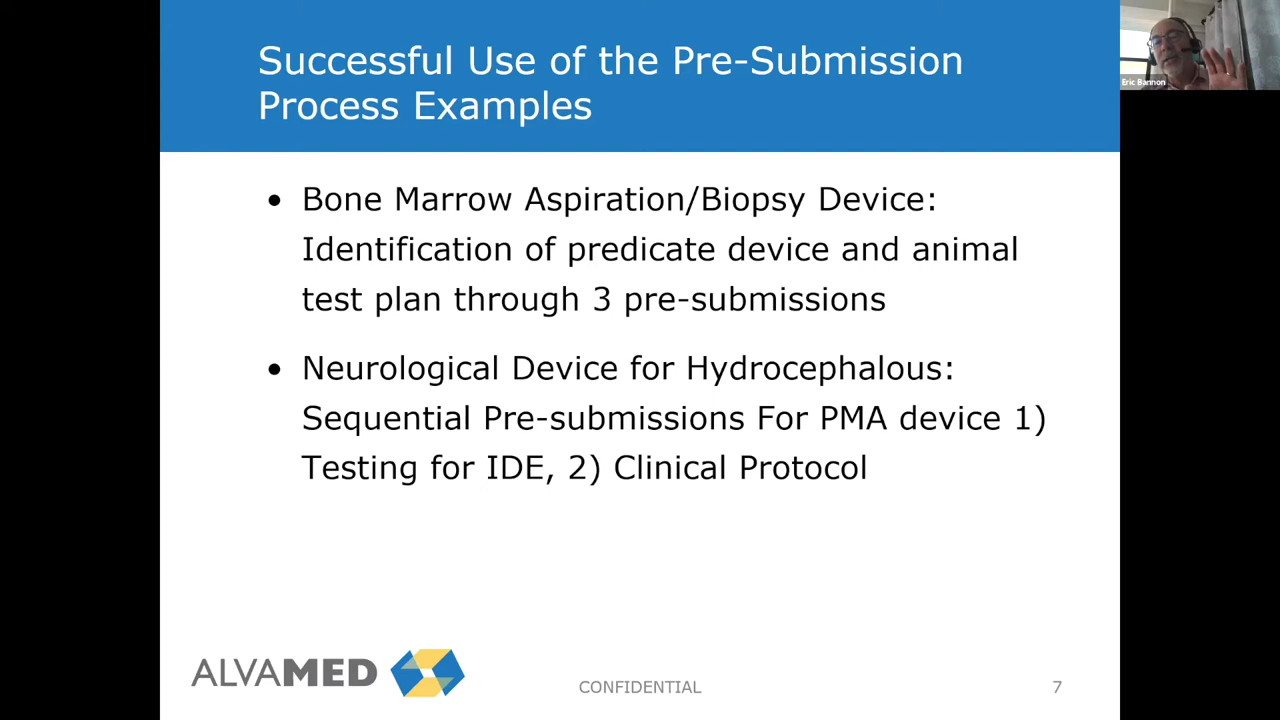 Successful Use of the Pre-Submission
Process Examples
Eric Bannon
• Bone Marrow Aspiration/Biopsy Device:
Identification of predicate device and animal
test plan through 3 pre-submissions
• Neurological Device for Hydrocephalous:
Sequential Pre-submissions For PMA device 1)
Testing for IDE, 2) Clinical Protocol
ALVAMED
CONFIDENTIAL
7